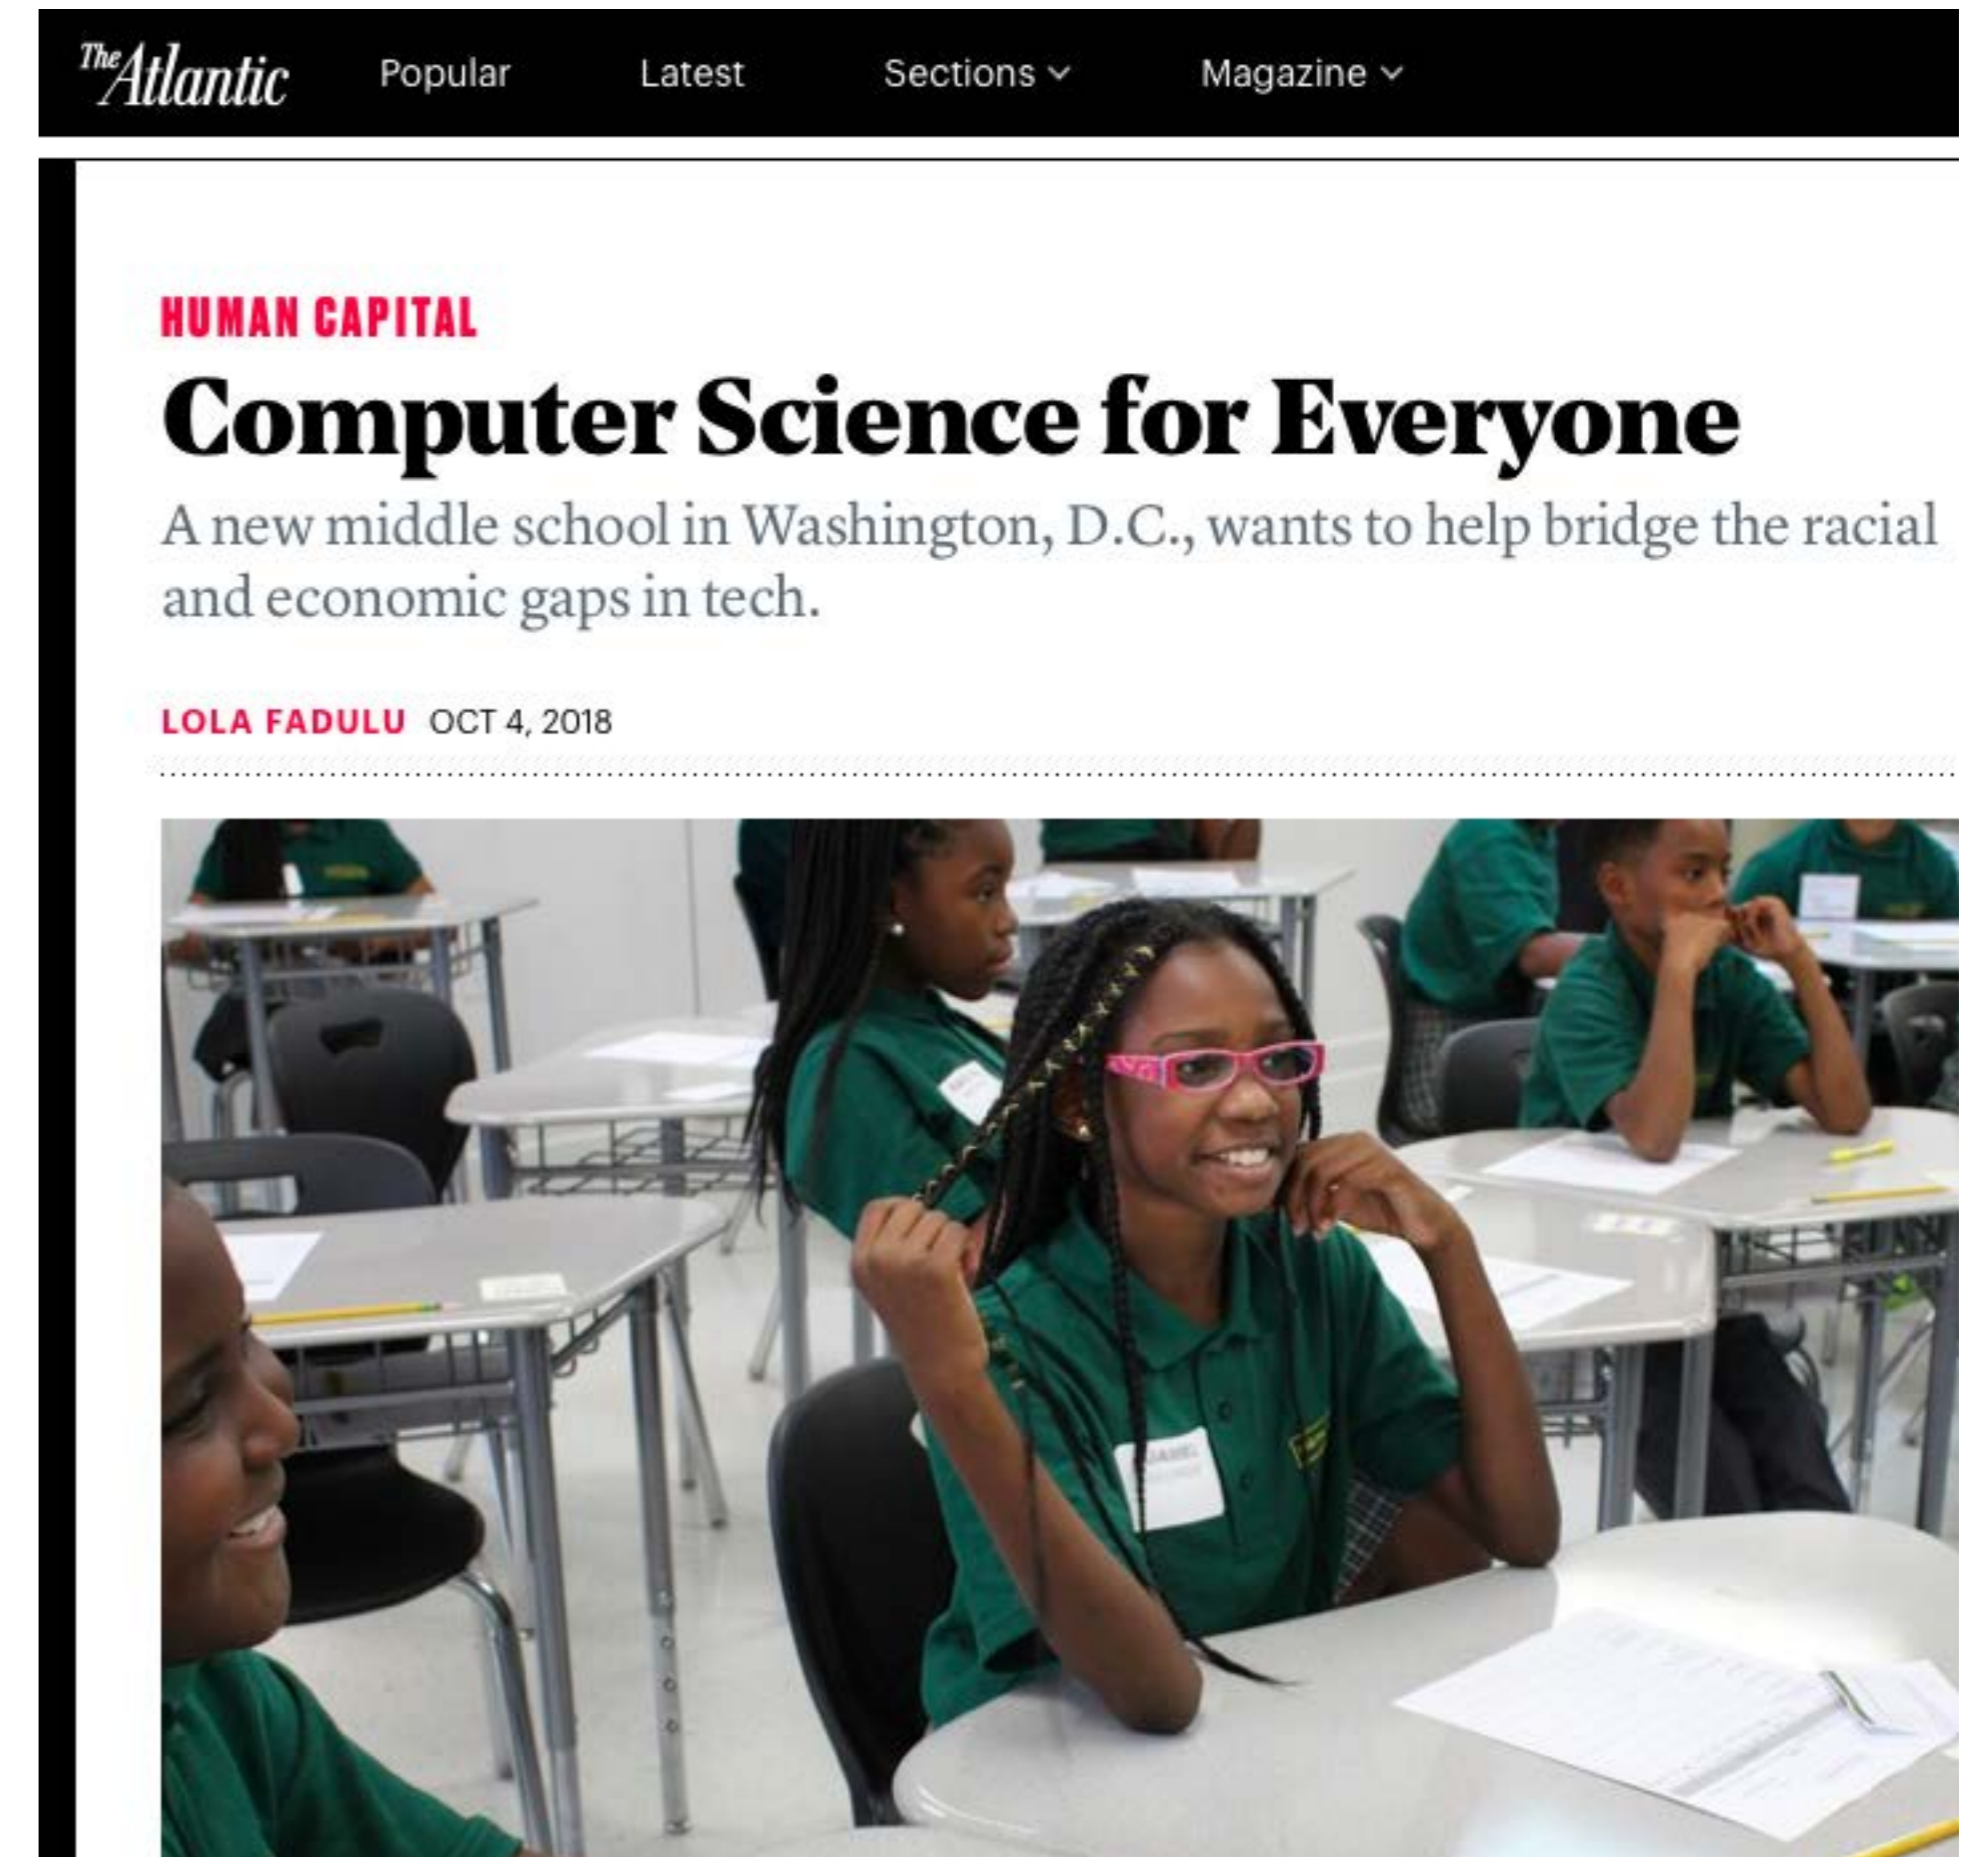 The Atlantic Popular Latest Sections Magazine
HUMAN CAPITAL
Computer Science for Everyone
A new middle school in Washington, D.C., wants to help bridge the racial
and economic gaps in tech.
LOLA FADULU OCT 4, 2018